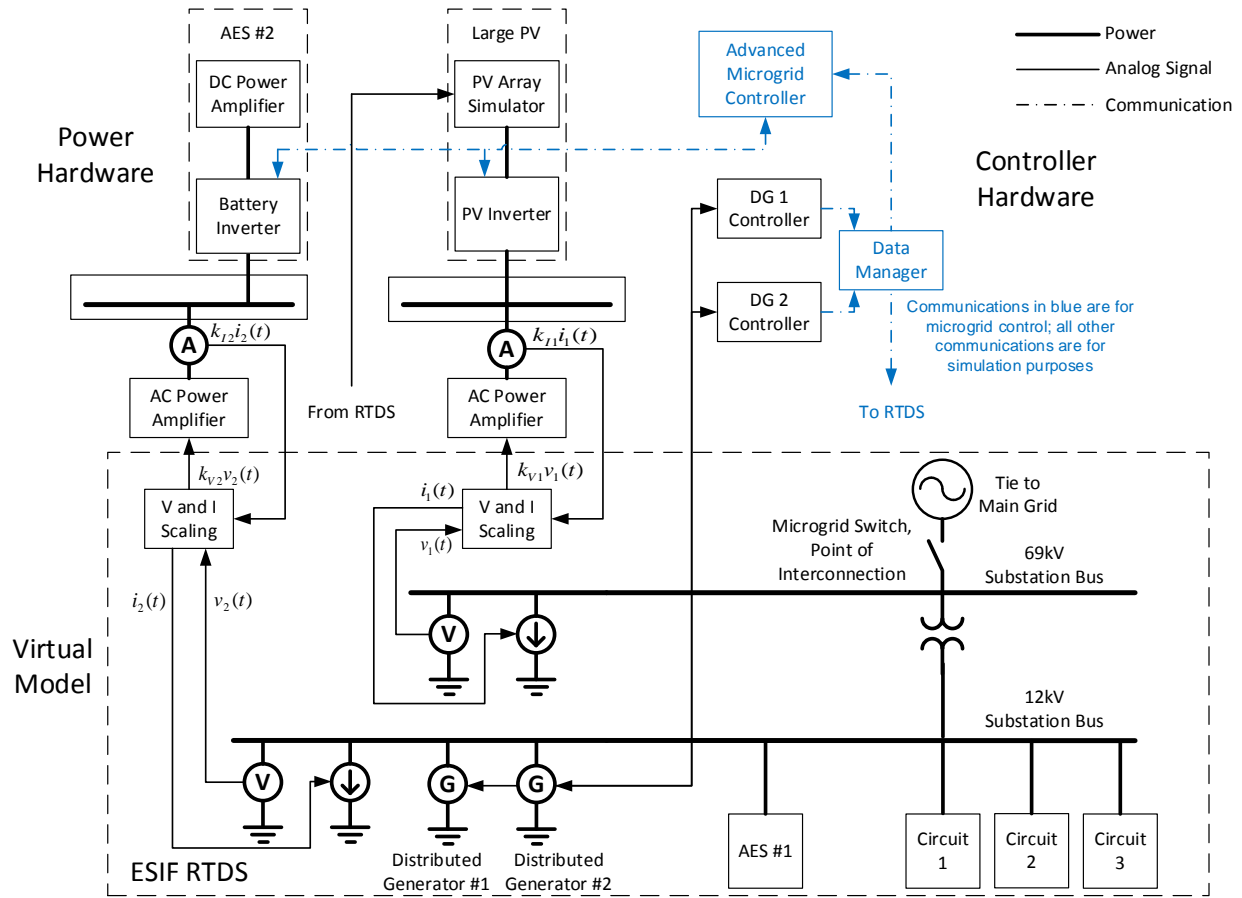 AES #2
Large PV
Power
Analog Signal
Communication
DC Power
Amplifier
PV Array
Simulator
Advanced
Microgrid
Controller
Power
Hardware
Controller
Hardware
Battery
Inverter
PV Inverter
DG 1
Controller
Data
Manager
DG 2
Controller
Communications in blue are for
microgrid control; all other
communications are for
simulation purposes
k_{I2}i_2(t)
A
k_{I1}i_1(t)
A
AC Power
Amplifier
From RTDS
AC Power
Amplifier
To RTDS
k_{V2}v_2(t)
k_{V1}v_1(t)
V and I
Scaling
i_1(t)
v_1(t)
V and I
Scaling
Tie to
Main Grid
Microgrid Switch,
Point of
Interconnection
69kV
Substation Bus
i_2(t)
v_2(t)
V
Virtual
Model
12kV
Substation Bus
V
G
G
Distributed
Generator #1
Distributed
Generator #2
AES #1
Circuit
1
Circuit
2
Circuit
3
ESIF RTDS